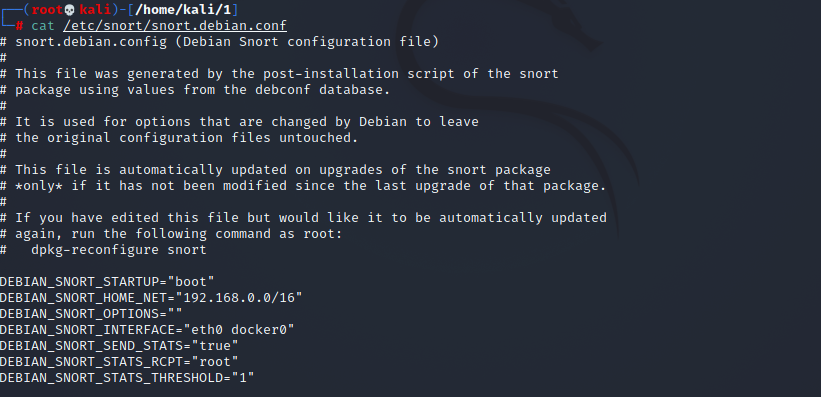 ┌──(root💀kali)-[/home/kali/1]
└─# cat /etc/snort/snort.debian.conf
# snort.debian.config (Debian Snort configuration file)
#
# This file was generated by the post-installation script of the snort
# package using values from the debconf database.
#
# It is used for options that are changed by Debian to leave
# the original configuration files untouched.
#
# This file is automatically updated on upgrades of the snort package
# *only* if it has not been modified since the last upgrade of that package.
#
# If you have edited this file but would like it to be automatically updated
# again, run the following command as root:
#   dpkg-reconfigure snort

DEBIAN_SNORT_STARTUP="boot"
DEBIAN_SNORT_HOME_NET="192.168.0.0/16"
DEBIAN_SNORT_OPTIONS=""
DEBIAN_SNORT_INTERFACE="eth0 docker0"
DEBIAN_SNORT_SEND_STATS="true"
DEBIAN_SNORT_STATS_RCPT="root"
DEBIAN_SNORT_STATS_THRESHOLD="1"